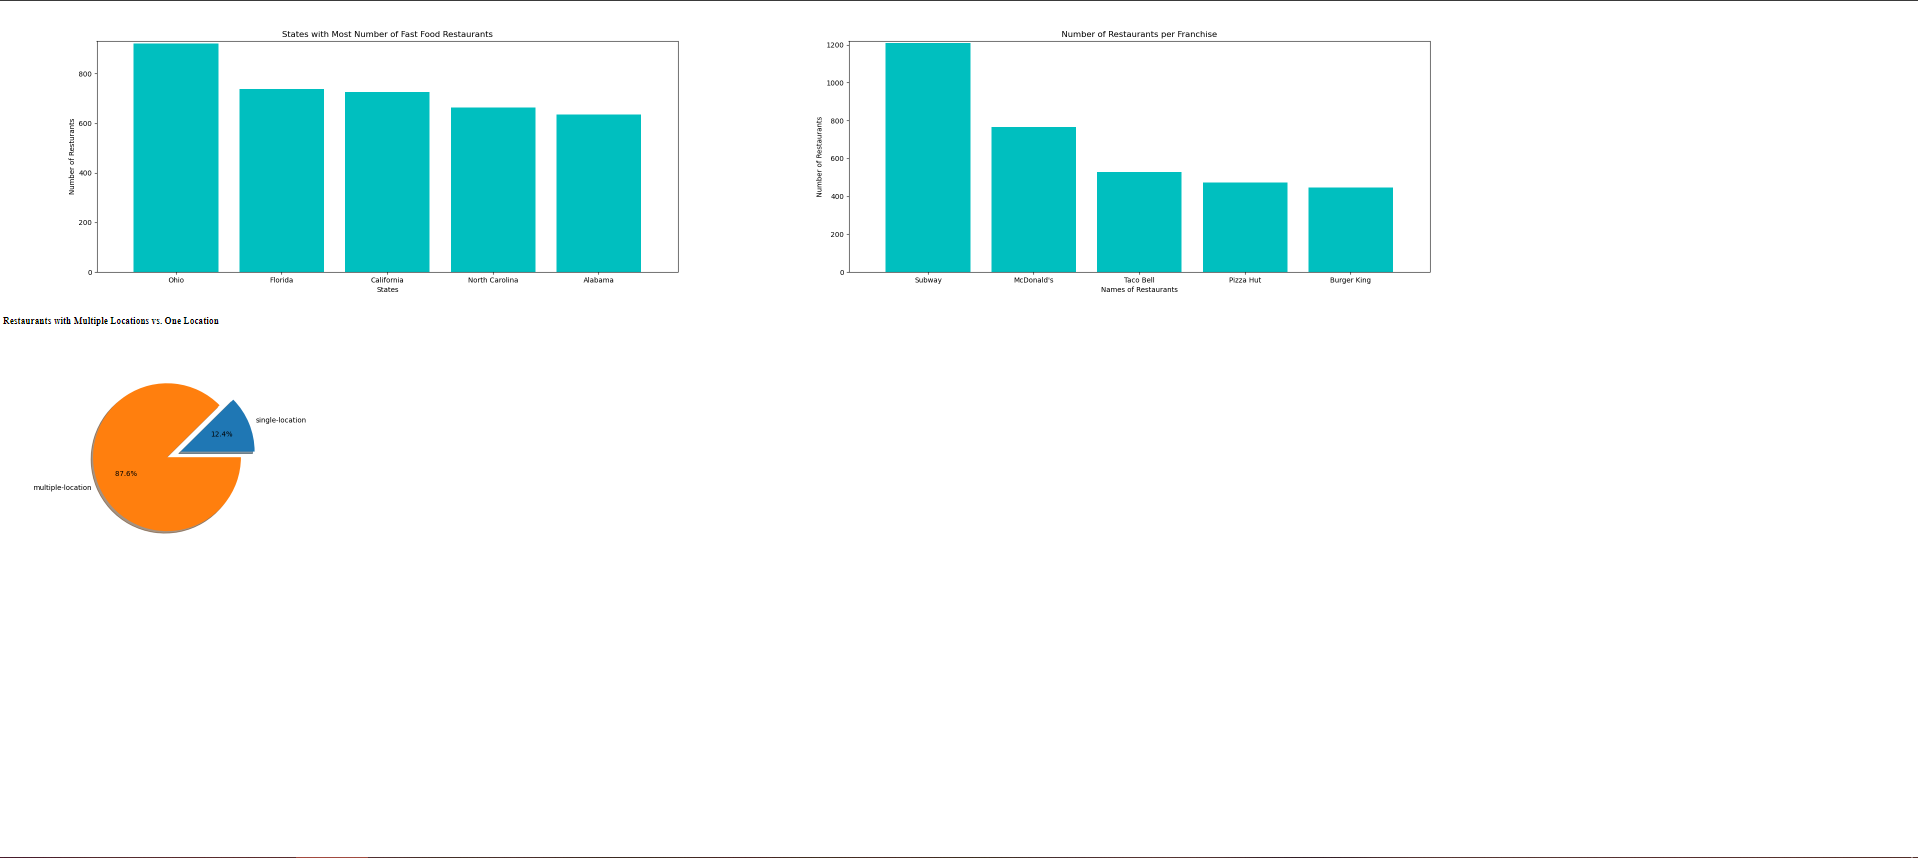 States with Most Number of Fast Food Restaurants
Number of Resturants
800
600
400
200
0
Ohio
Florida
California
North Carolina
Alabama
States
Number of Restaurants per Franchise
Number of Restaurants
1200
1000
800
600
400
200
0
Subway
McDonald's
Taco Bell
Pizza Hut
Burger King
Names of Restaurants
Restaurants with Multiple Locations vs. One Location
single-location
12.4%
87.6%
multiple-location